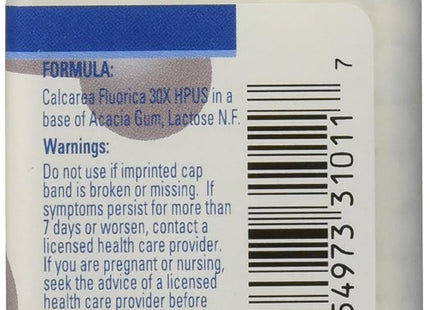 FORMULA:
Calcarea Fluorica 30X HPUS in a
base of Acacia Gum, Lactose N.F.
Warnings:
Do not use if imprinted cap
band is broken or missing. If
symptoms persist for more than
7 days or worsen, contact a
licensed health care provider.
If you are pregnant or nursing,
seek the advice of a licensed
health care provider before
54973 31011 7